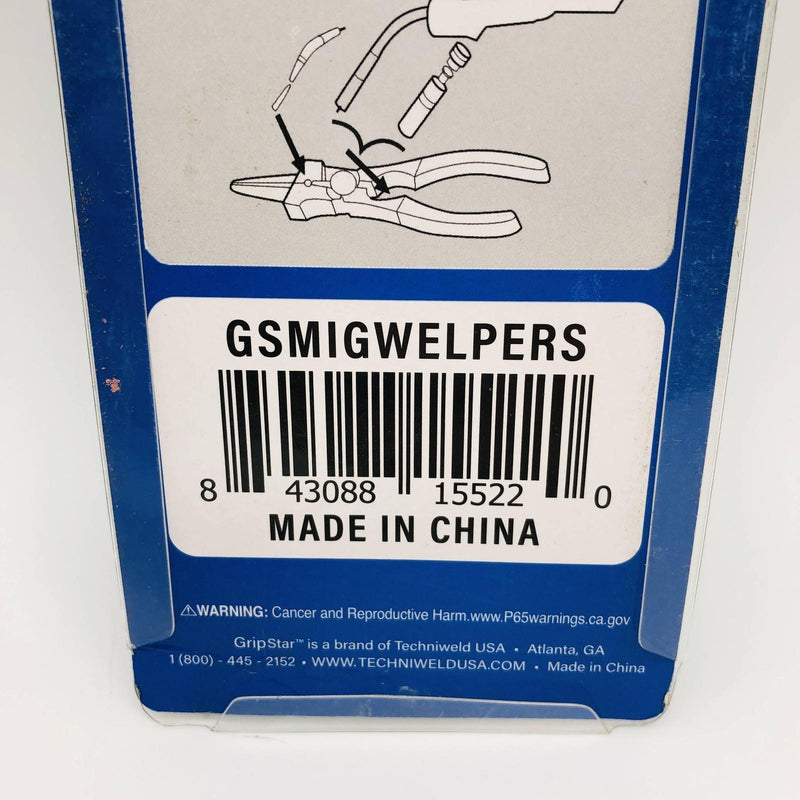 GSMIGWELPERS
8 43088 15522 0
MADE IN CHINA
⚠WARNING: Cancer and Reproductive Harm.www.P65warnings.ca.gov
GripStar™ is a brand of Techniweld USA • Atlanta, GA
1 (800) - 445 - 2152 • WWW.TECHNIWELDUSA.COM • Made in China